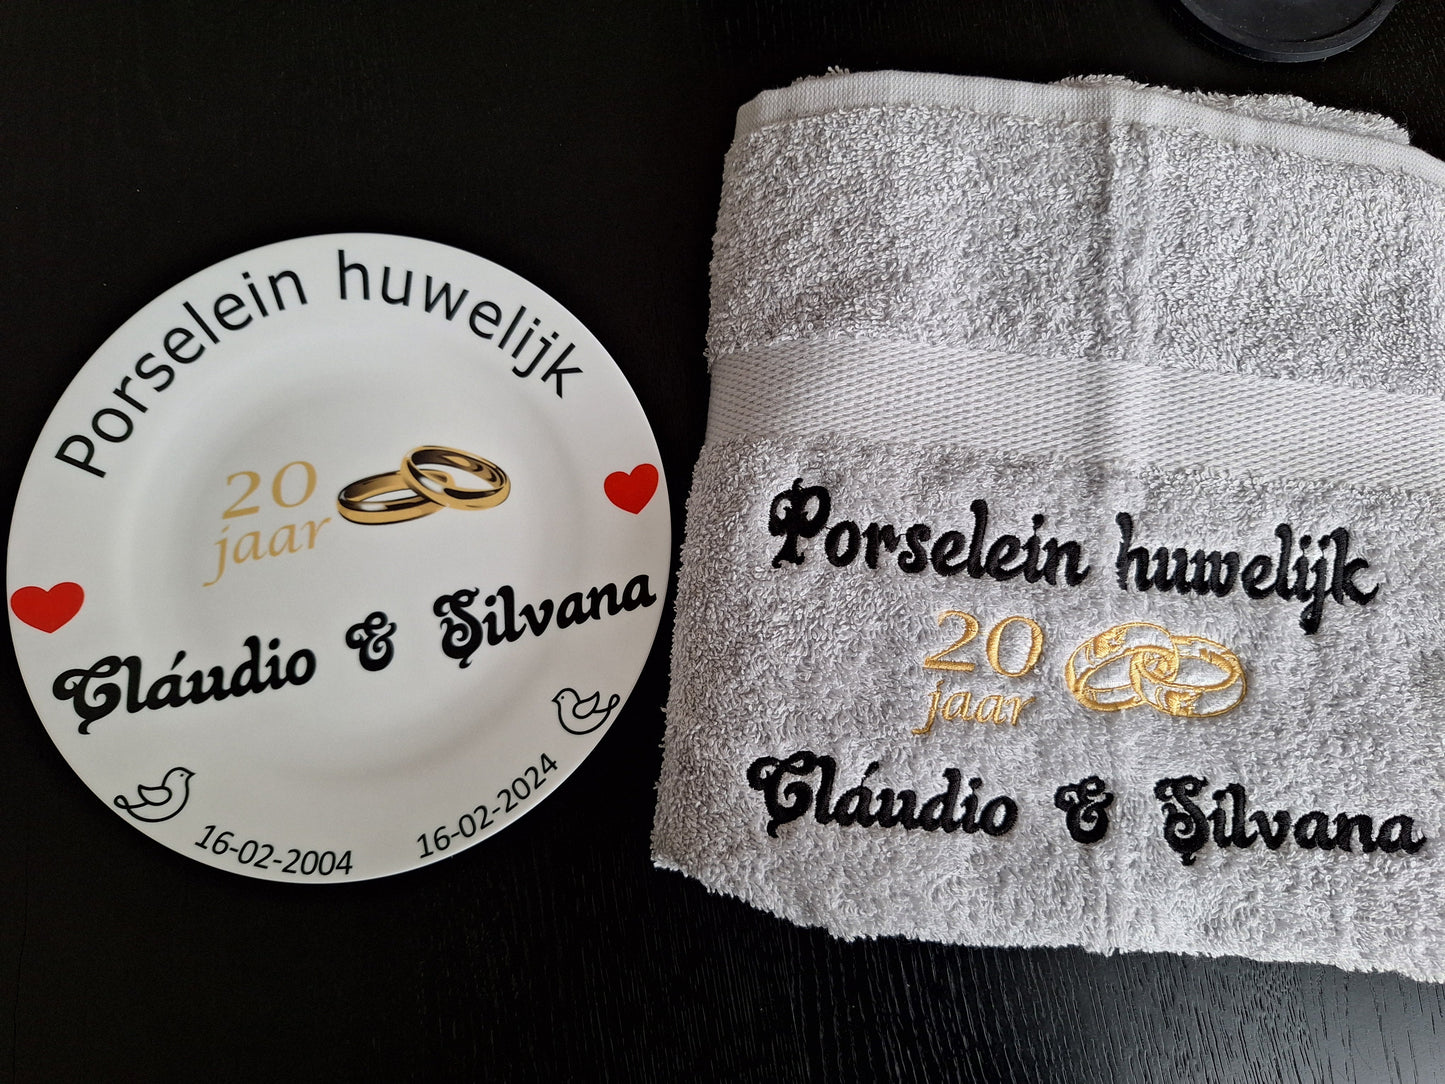 Porselein huwelijk
20
jaar
Cláudio & Silvana
16-02-2004
16-02-2024
Porselein huwelijk
20
jaar
Cláudio & Silvana